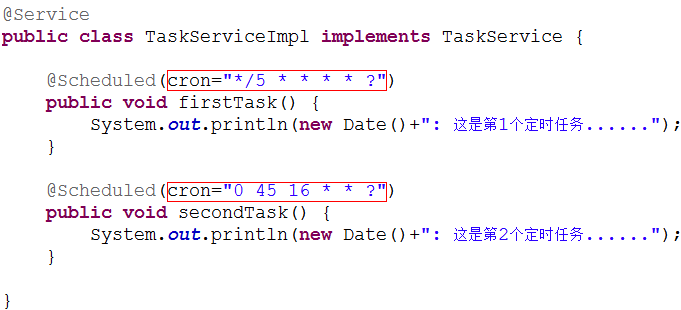 @Service
public class TaskServiceImpl implements TaskService {
@Scheduled(cron="*/5 * * * * ?")
public void firstTask() {
System.out.println(new Date()+": 这是第1个定时任务......");
}
@Scheduled(cron="0 45 16 * * ?")
public void secondTask() {
System.out.println(new Date()+": 这是第2个定时任务......");
}
}